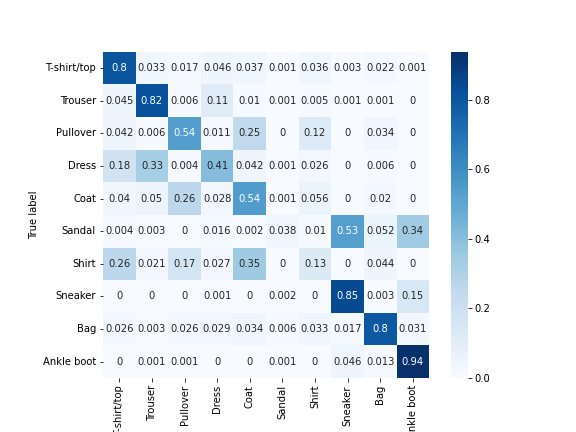 T-shirt/top 0.8 0.033 0.017 0.046 0.037 0.001 0.036 0.003 0.022 0.001
Trouser 0.045 0.82 0.006 0.11 0.01 0.001 0.005 0.001 0.001 0
Pullover 0.042 0.006 0.54 0.011 0.25 0 0.12 0 0.034 0
Dress 0.18 0.33 0.004 0.41 0.042 0.001 0.026 0 0.006 0
Coat 0.04 0.05 0.26 0.028 0.54 0.001 0.056 0 0.02 0
Sandal 0.004 0.003 0 0.016 0.002 0.038 0.01 0.53 0.052 0.34
Shirt 0.26 0.021 0.17 0.027 0.35 0 0.13 0 0.044 0
Sneaker 0 0 0 0.001 0 0.002 0 0.85 0.003 0.15
Bag 0.026 0.003 0.026 0.029 0.034 0.006 0.033 0.017 0.8 0.031
Ankle boot 0 0.001 0.001 0 0 0.001 0 0.046 0.013 0.94
True label
-shirt/top Trouser Pullover Dress Coat Sandal Shirt Sneaker Bag nkle boot
0.8
0.6
0.4
0.2
0.0